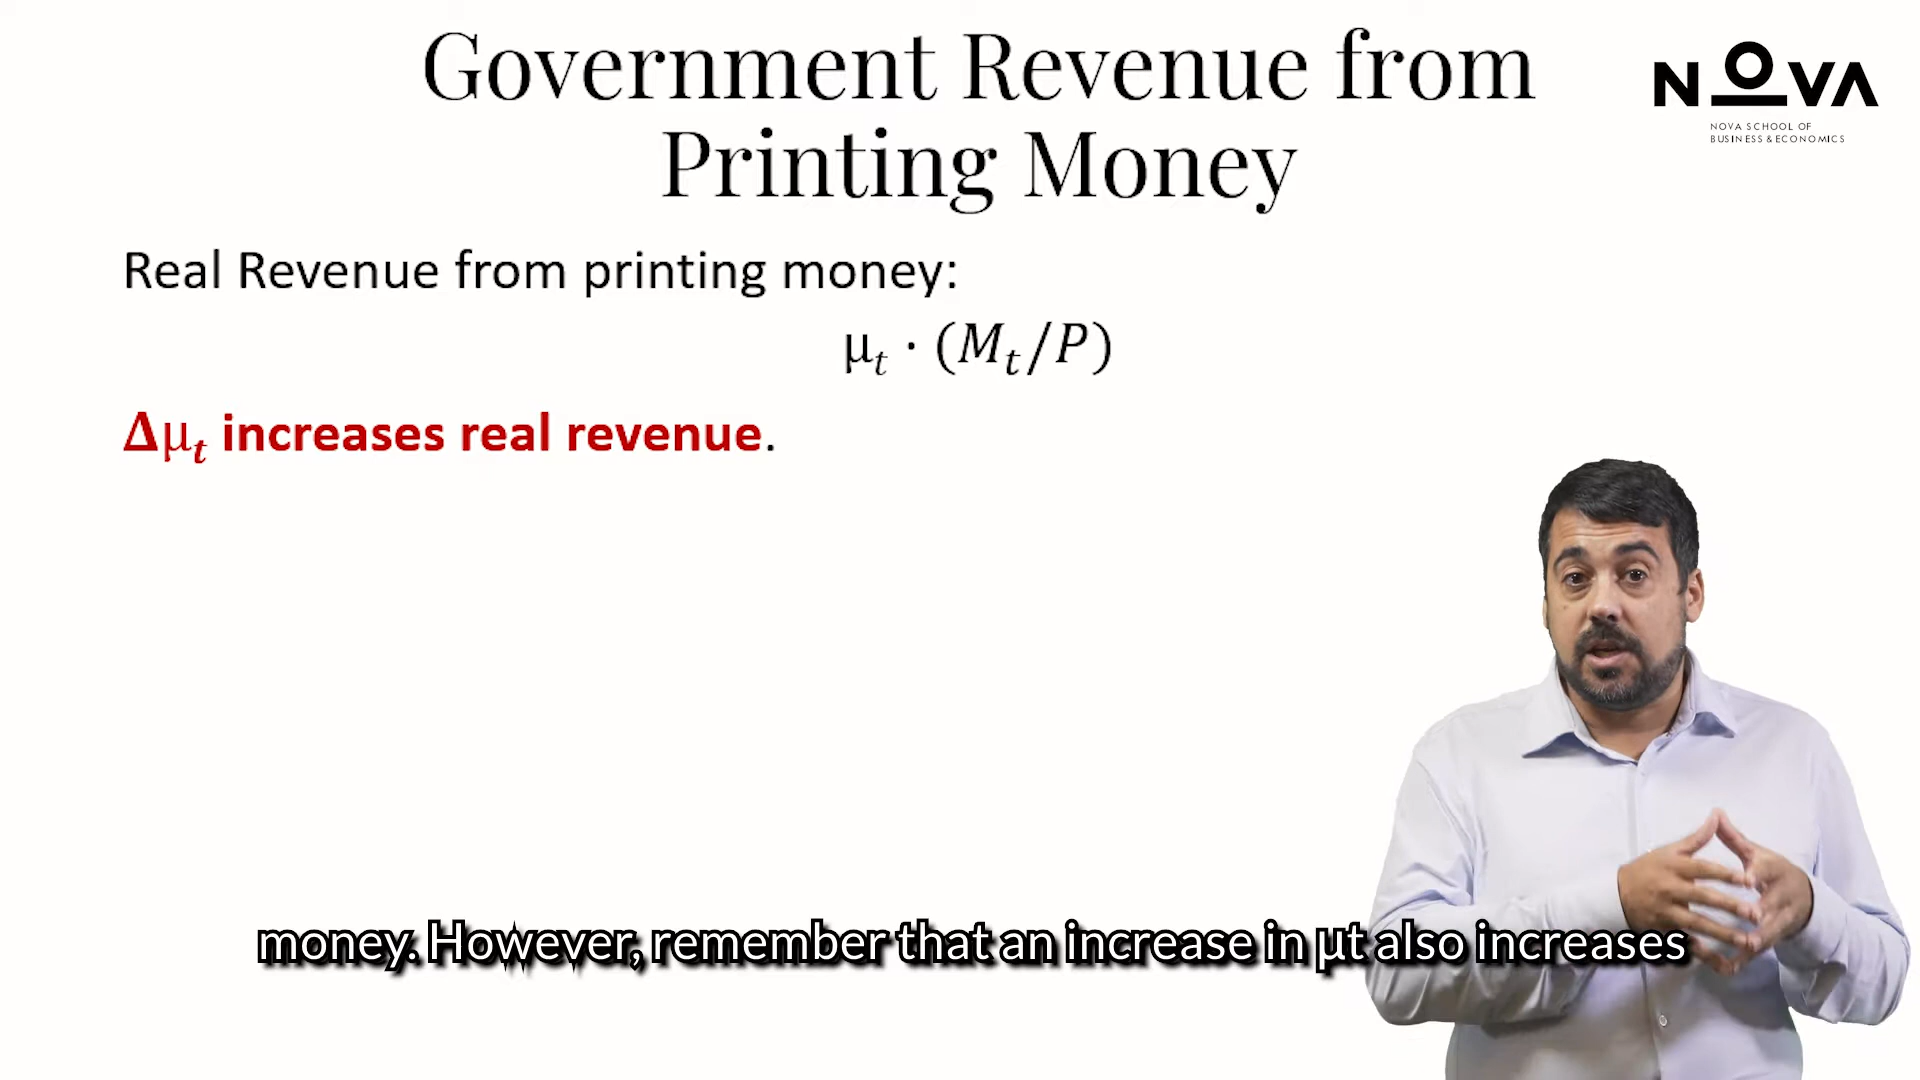 Government Revenue from
Printing Money
NOVA
NOVA SCHOOL OF
BUSINESS & ECONOMICS
Real Revenue from printing money:
μₜ · (Mₜ/P)
Δμₜ increases real revenue.
money. However, remember that an increase in μt also increases